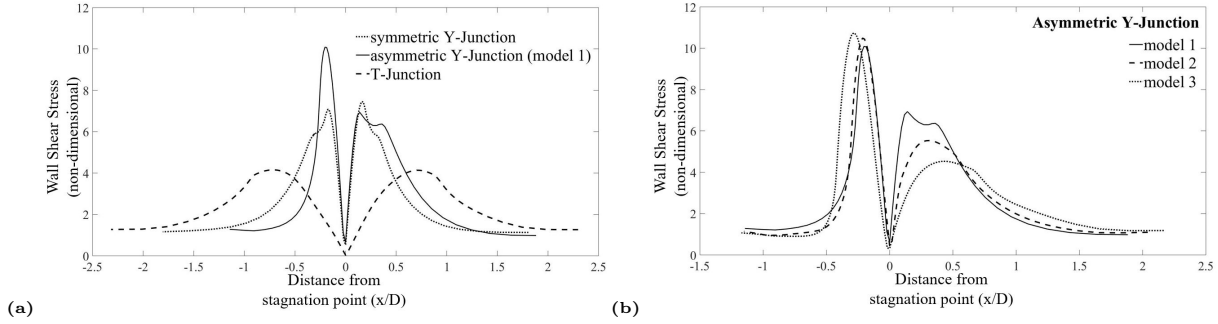 12
10
8
6
4
2
0
Wall Shear Stress
(non-dimensional)
symmetric Y-Junction
asymmetric Y-Junction (model 1)
T-Junction
-2.5 -2 -1.5 -1 -0.5 0 0.5 1 1.5 2 2.5
Distance from
stagnation point (x/D)
(a)
12
10
8
6
4
2
0
Wall Shear Stress
(non-dimensional)
Asymmetric Y-Junction
model 1
model 2
model 3
-1.5 -1 -0.5 0 0.5 1 1.5 2 2.5
Distance from
stagnation point (x/D)
(b)